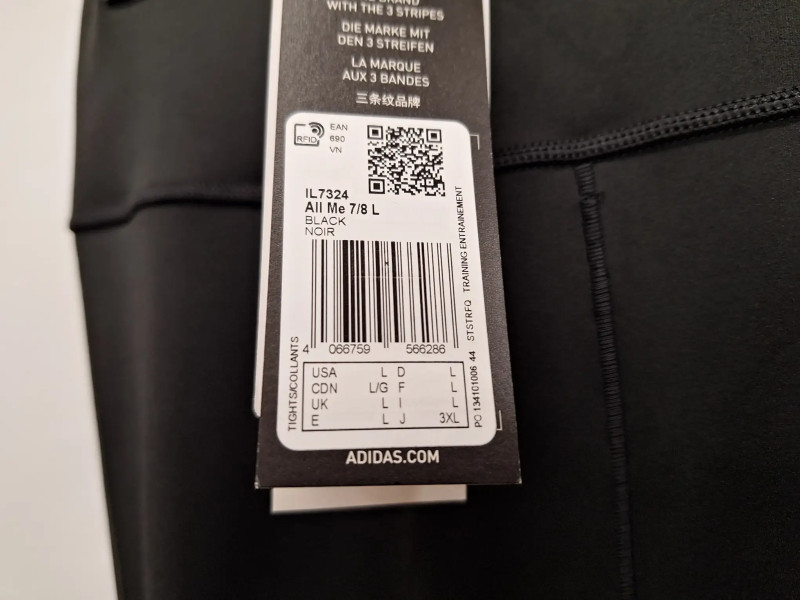 WITH THE 3 STRIPES
DIE MARKE MIT
DEN 3 STREIFEN
LA MARQUE
AUX 3 BANDES
三条纹品牌
RFID
EAN
690
VN
IL7324
All Me 7/8 L
BLACK
NOIR
4 066759 566286
TIGHTS/COLLANTS
STSTRFQ TRAINING ENTRAINEMENT
PO 134101006 44
USA L D L
CDN L/G F L
UK L I L
E L J 3XL
ADIDAS.COM